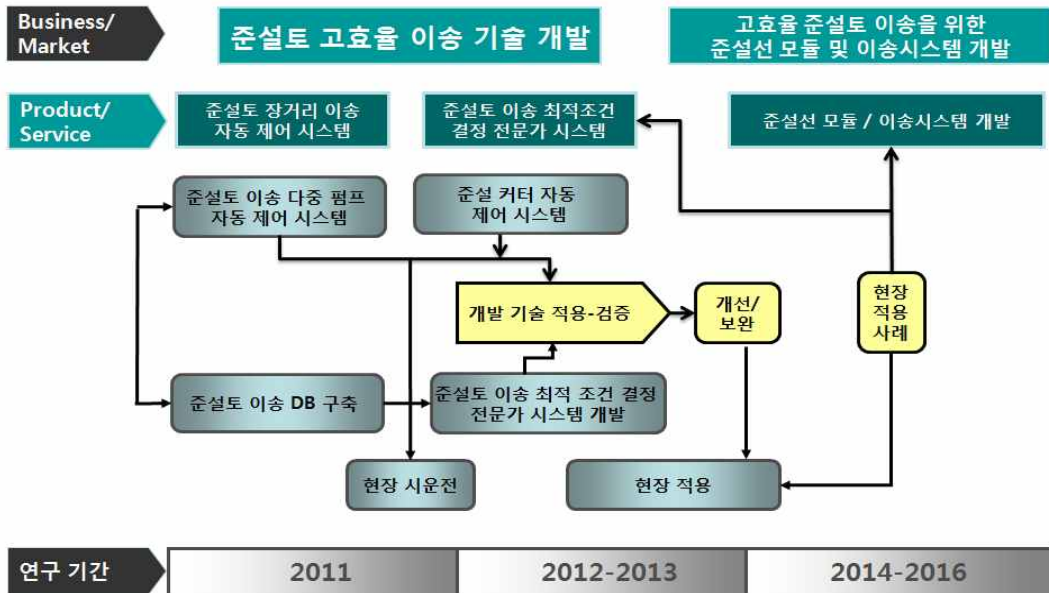 Business/
Market
준설토 고효율 이송 기술 개발
고효율 준설토 이송을 위한
준설선 모듈 및 이송시스템 개발
Product/
Service
준설토 장거리 이송
자동 제어 시스템
준설토 이송 최적조건
결정 전문가 시스템
준설선 모듈 / 이송시스템 개발
준설토 이송 다중 펌프
자동 제어 시스템
준설 커터 자동
제어 시스템
개발 기술 적용-검증
개선/
보완
현장
적용
사례
준설토 이송 DB 구축
준설토 이송 최적 조건 결정
전문가 시스템 개발
현장 시운전
현장 적용
연구 기간
2011
2012-2013
2014-2016